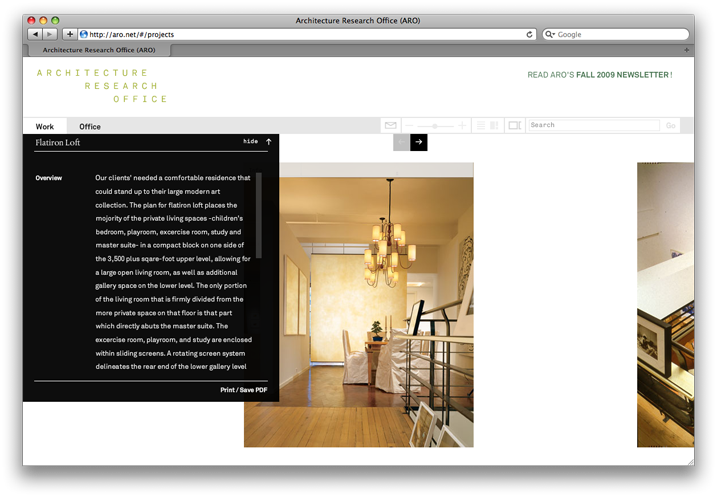 Architecture Research Office (ARO)
http://aro.net/#/projects
Google
Architecture Research Office (ARO)
ARCHITECTURE
RESEARCH
OFFICE
READ ARO'S FALL 2009 NEWSLETTER!
Work
Office
Search
Go
Flatiron Loft
hide
Overview
Our clients' needed a comfortable residence that
could stand up to their large modern art
collection. The plan for flatiron loft places the
mojority of the private living spaces -children's
bedroom, playroom, excercise room, study and
master suite- in a compact block on one side of
the 3,500 plus sqare-foot upper level, allowing for
a large open living room, as well as additional
gallery space on the lower level. The only portion
of the living room that is firmly divided from the
more private space on that floor is that part
which directly abuts the master suite. The
excercise room, playroom, and study are enclosed
within sliding screens. A rotating screen system
delineates the rear end of the lower gallery level
Print / Save PDF